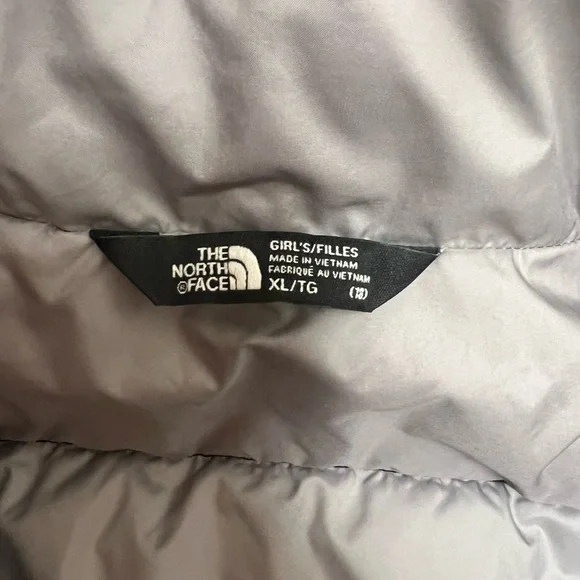 THE
NORTH
FACE
GIRL'S/FILLES
MADE IN VIETNAM
FABRIQUÉ AU VIETNAM
XL/TG